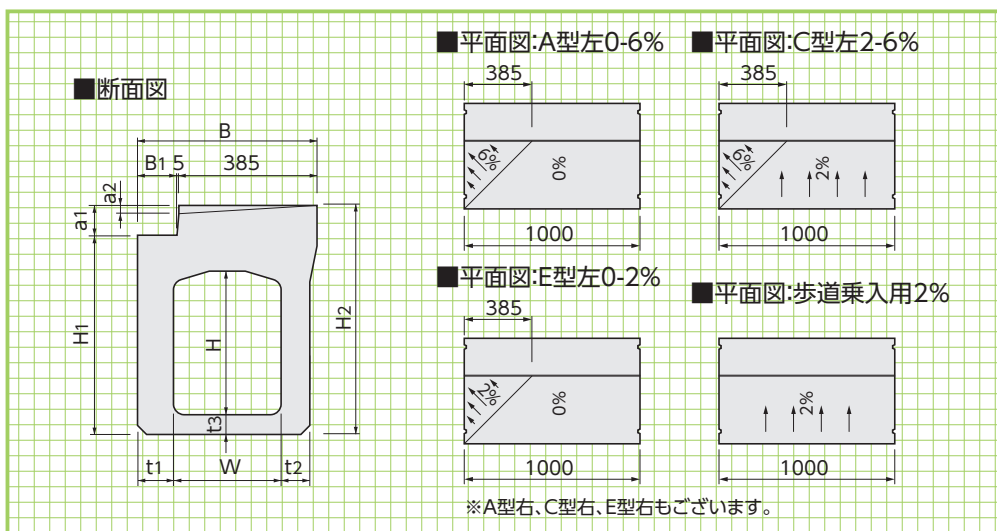 ■断面図
B
B1 5 385
a2
a1
H1
H
H2
t3
t1 W t2
■平面図:A型左0-6%
385
6%
0%
1000
■平面図:C型左2-6%
385
6%
2%
1000
■平面図:E型左0-2%
385
2%
0%
1000
■平面図:歩道乗入用2%
2%
1000
※A型右、C型右、E型右もございます。